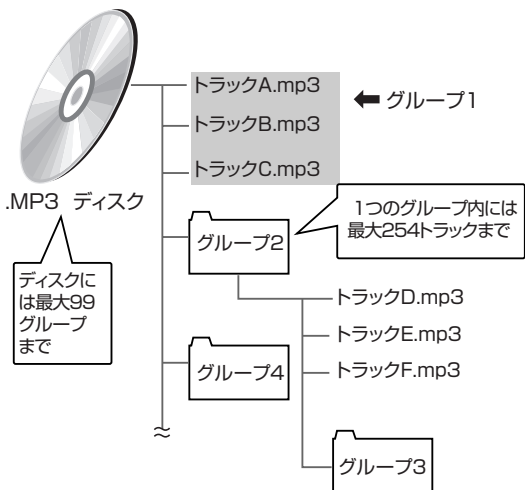 トラックA.mp3
グループ1
トラックB.mp3
トラックC.mp3
.MP3 ディスク
ディスクに
は最大99
グループ
まで
グループ2
1つのグループ内には
最大254トラックまで
トラックD.mp3
トラックE.mp3
トラックF.mp3
グループ4
グループ3